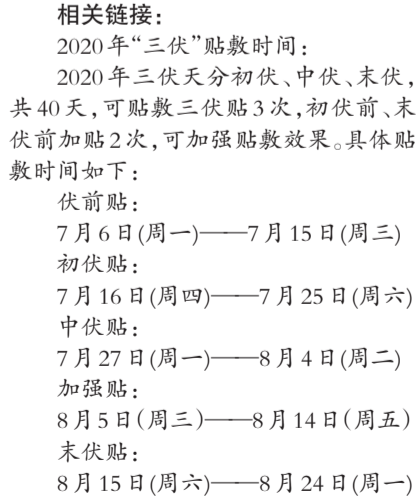 相关链接：
2020年“三伏”贴敷时间：
2020年三伏天分初伏、中伏、末伏，
共40天，可贴敷三伏贴3次，初伏前、末
伏前加贴2次，可加强贴敷效果。具体贴
敷时间如下：
伏前贴：
7月6日(周一)——7月15日(周三)
初伏贴：
7月16日(周四)——7月25日(周六)
中伏贴：
7月27日(周一)——8月4日(周二)
加强贴：
8月5日(周三)——8月14日(周五)
末伏贴：
8月15日(周六)——8月24日(周一)